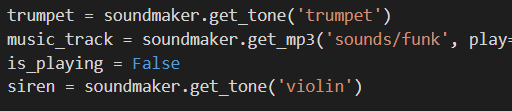 trumpet = soundmaker.get_tone('trumpet')
music_track = soundmaker.get_mp3('sounds/funk', play=
is_playing = False
siren = soundmaker.get_tone('violin')